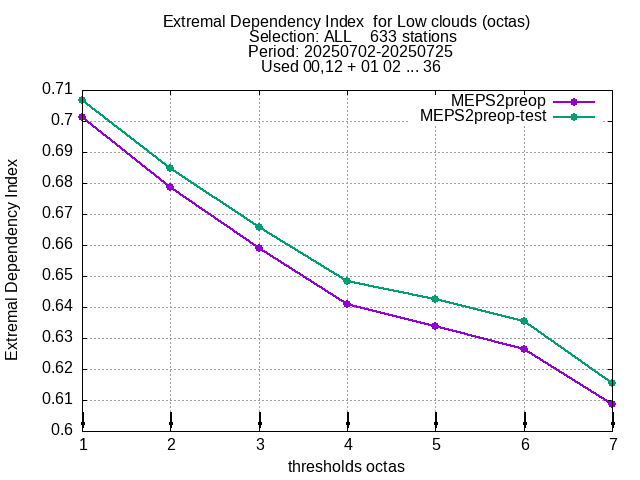 Extremal Dependency Index  for Low clouds (octas)
Selection: ALL    633 stations
Period: 20250702-20250725
Used 00,12 + 01 02 ... 36
MEPS2preop
MEPS2preop-test
0.71
0.7
0.69
0.68
0.67
0.66
0.65
0.64
0.63
0.62
0.61
0.6
Extremal Dependency Index
1 2 3 4 5 6 7
thresholds octas